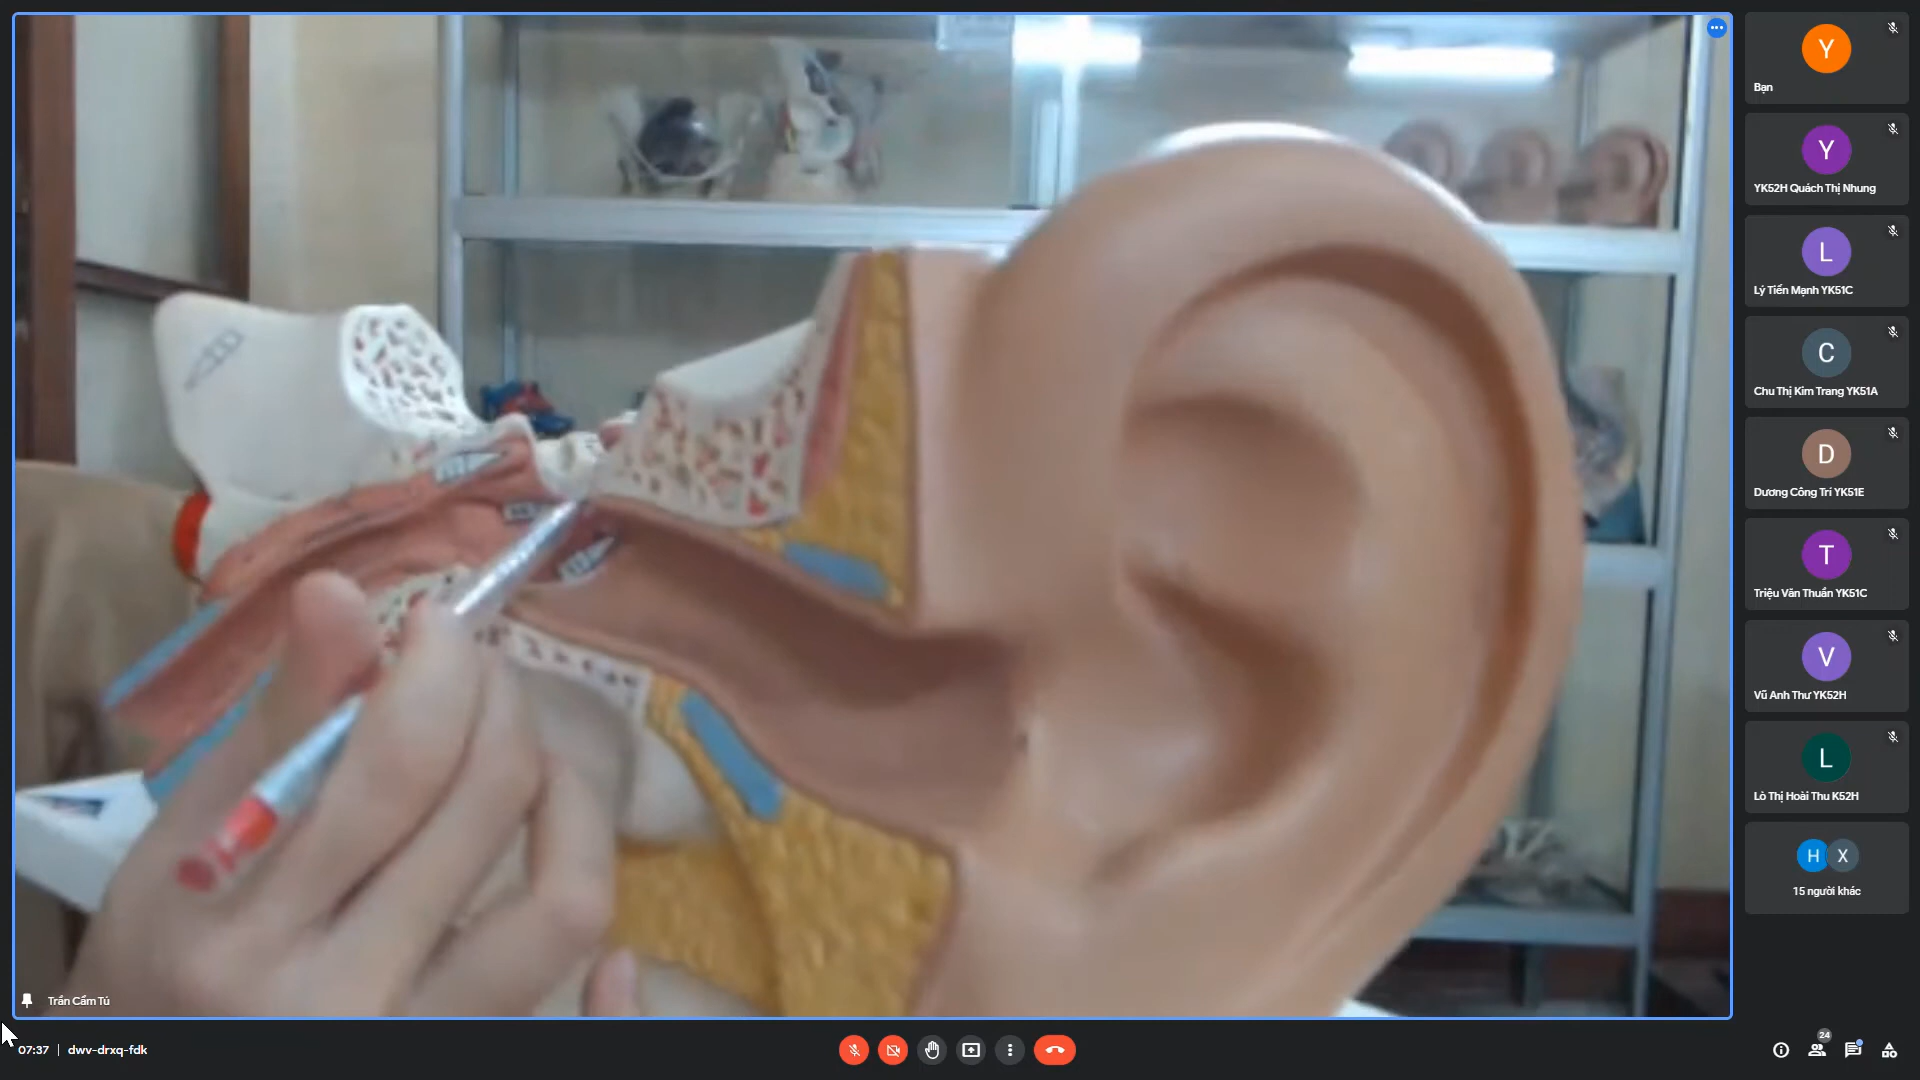 Y
Bạn
Y
YK52H Quách Thị Nhung
L
Lý Tiến Mạnh YK51C
C
Chu Thị Kim Trang YK51A
D
Dương Công Trí YK51E
T
Triệu Văn Thuần YK51C
V
Vũ Anh Thư YK52H
L
Lò Thị Hoài Thu K52H
H X
15 người khác
Trần Cẩm Tú
07:37 | dwv-drxq-fdk
24